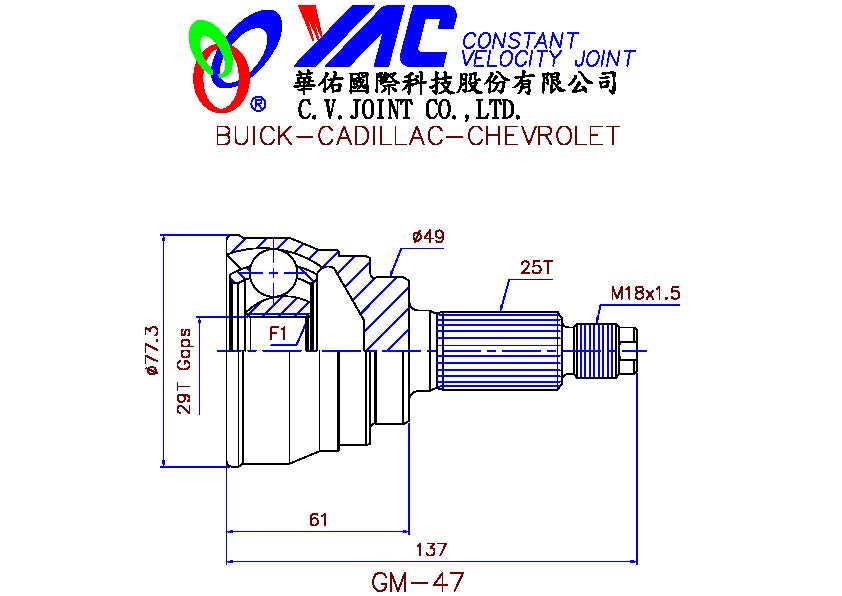 YAC CONSTANT
VELOCITY JOINT
®
華佑國際科技股份有限公司
C.V.JOINT CO.,LTD.
BUICK-CADILLAC-CHEVROLET
ø49
25T
M18x1.5
ø77.3
29T Gaps
F1
61
137
GM-47